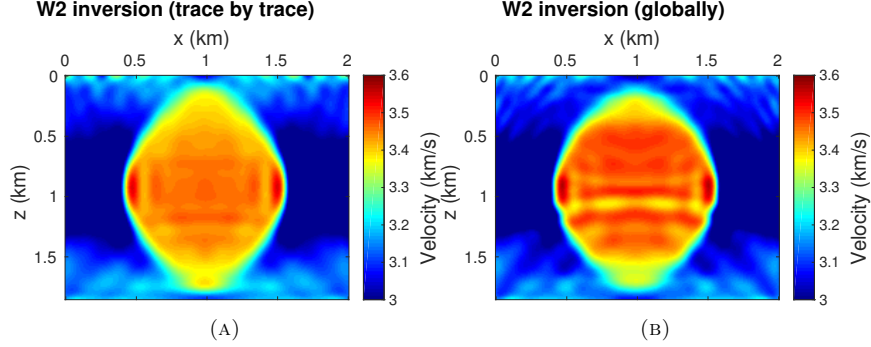 W2 inversion (trace by trace)
x (km)
0 0.5 1 1.5 2
0
0.5
1
1.5
z (km)
3.6
3.5
3.4
3.3
3.2
3.1
3
Velocity (km/s)
(A)
W2 inversion (globally)
x (km)
0 0.5 1 1.5 2
0
0.5
1
1.5
z (km)
3.6
3.5
3.4
3.3
3.2
3.1
3
Velocity (km/s)
(B)